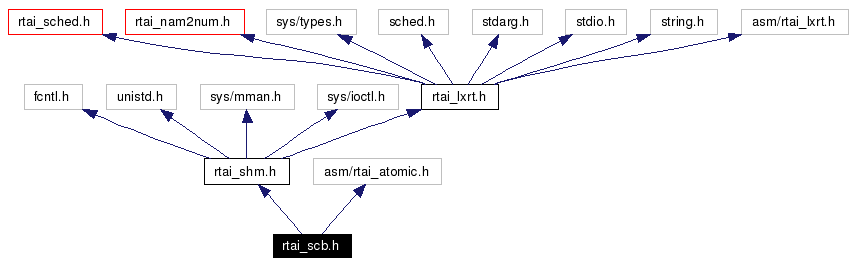 rtai_sched.h
rtai_nam2num.h
sys/types.h
sched.h
stdarg.h
stdio.h
string.h
asm/rtai_lxrt.h
fcntl.h
unistd.h
sys/mman.h
sys/ioctl.h
rtai_lxrt.h
rtai_shm.h
asm/rtai_atomic.h
rtai_scb.h